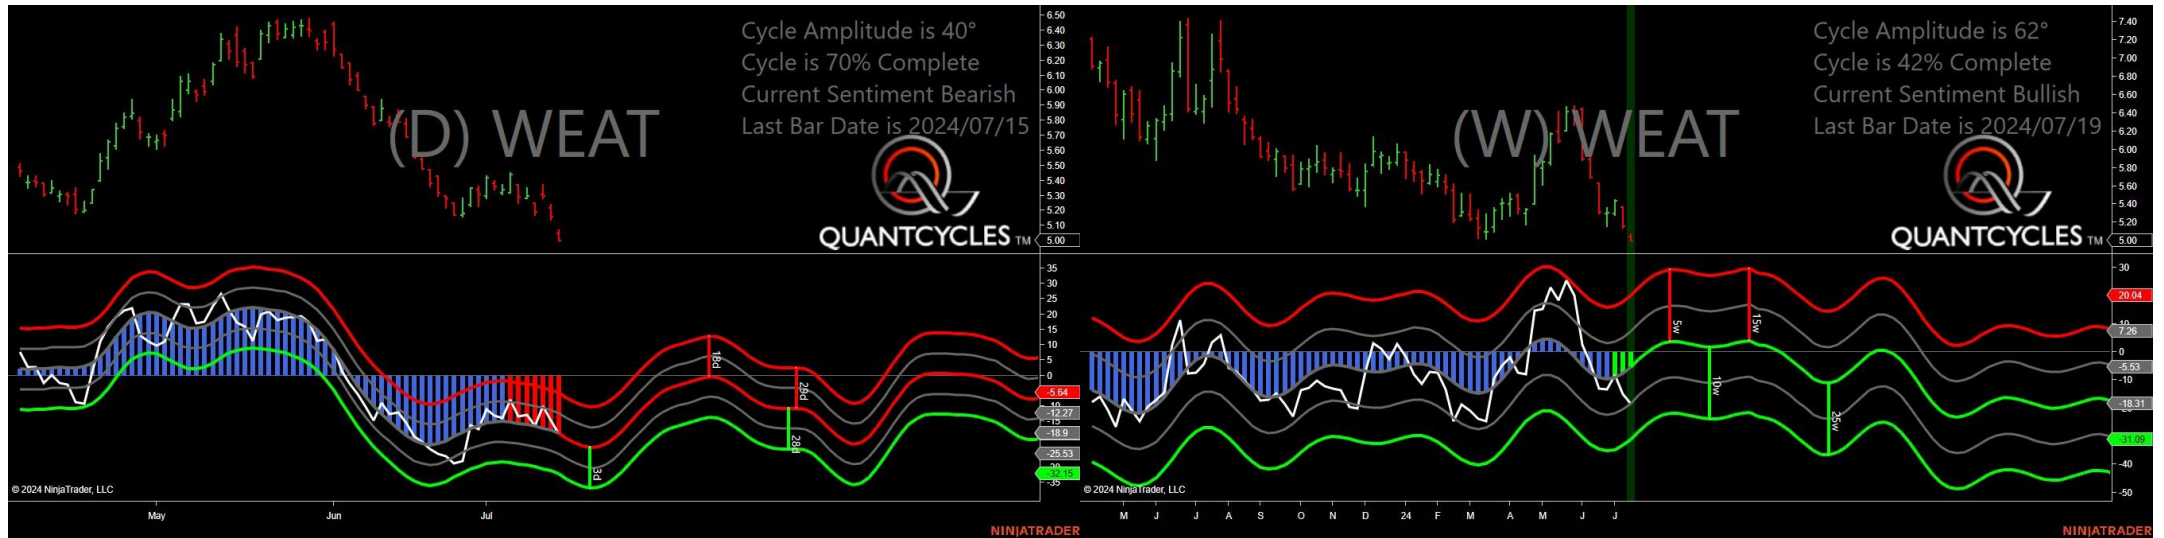 Cycle Amplitude is 40°
Cycle is 70% Complete
Current Sentiment Bearish
Last Bar Date is 2024/07/15
(D) WEAT
QUANTCYCLES TM
6.50
6.40
6.30
6.20
6.10
6.00
5.90
5.80
5.70
5.60
5.50
5.40
5.30
5.20
5.10
5.00
35
30
25
20
15
10
5
0
-5.64
-12.27
-15
-18.9
-25.53
-32.15
-35
18d
29d
28d
3d
© 2024 NinjaTrader, LLC
May Jun Jul
NINJATRADER
Cycle Amplitude is 62°
Cycle is 42% Complete
Current Sentiment Bullish
Last Bar Date is 2024/07/19
(W) WEAT
QUANTCYCLES TM
7.40
7.20
7.00
6.80
6.60
6.40
6.20
6.00
5.80
5.60
5.40
5.20
5.00
30
20.04
10
7.26
0
-5.53
-10
-18.31
-31.09
-40
-50
5w
15w
10w
25w
© 2024 NinjaTrader, LLC
M J J A S O N D 24 F M A M J J
NINJATRADER